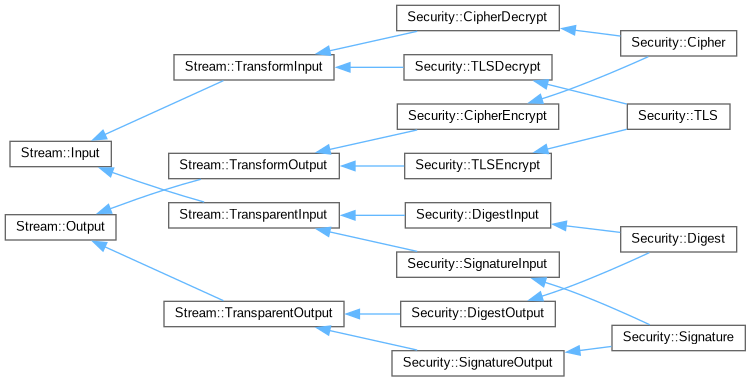 Security::CipherDecrypt
Security::Cipher
Stream::TransformInput
Security::TLSDecrypt
Security::CipherEncrypt
Security::TLS
Stream::Input
Stream::TransformOutput
Security::TLSEncrypt
Stream::TransparentInput
Security::DigestInput
Stream::Output
Security::Digest
Security::SignatureInput
Stream::TransparentOutput
Security::DigestOutput
Security::Signature
Security::SignatureOutput